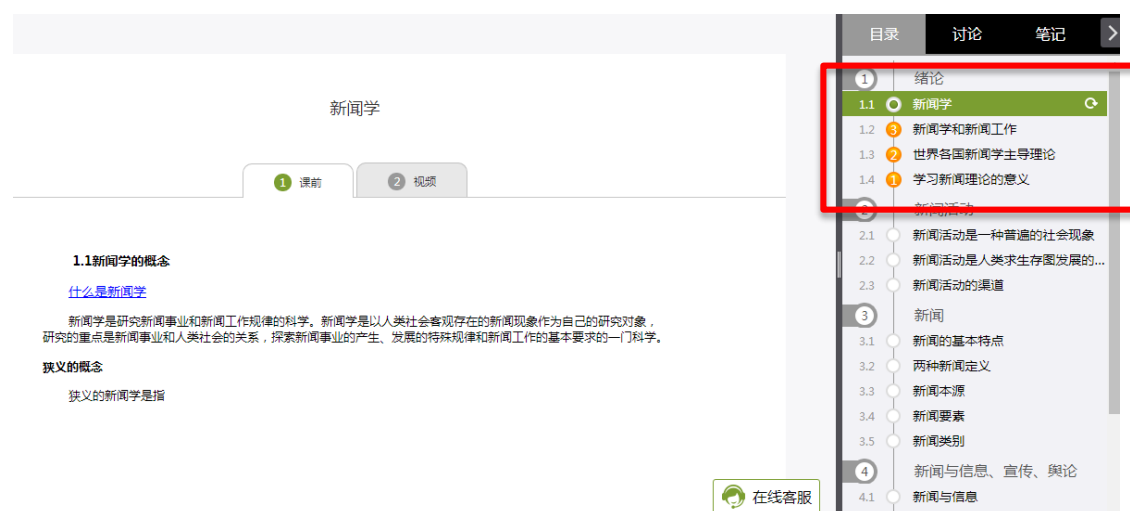 新闻学
1 课前
2 视频
1.1新闻学的概念
什么是新闻学
新闻学是研究新闻事业和新闻工作规律的科学。新闻学是以人类社会客观存在的新闻现象作为自己的研究对象，
研究的重点是新闻事业和人类社会的关系，探索新闻事业的产生、发展的特殊规律和新闻工作的基本要求的一门科学。
狭义的概念
狭义的新闻学是指
在线客服
目录 讨论 笔记
1 绪论
1.1 新闻学
1.2 3 新闻学和新闻工作
1.3 2 世界各国新闻学主导理论
1.4 1 学习新闻理论的意义
2 新闻活动
2.1 新闻活动是一种普遍的社会现象
2.2 新闻活动是人类求生存图发展的...
2.3 新闻活动的渠道
3 新闻
3.1 新闻的基本特点
3.2 两种新闻定义
3.3 新闻本源
3.4 新闻要素
3.5 新闻类别
4 新闻与信息、宣传、舆论
4.1 新闻与信息